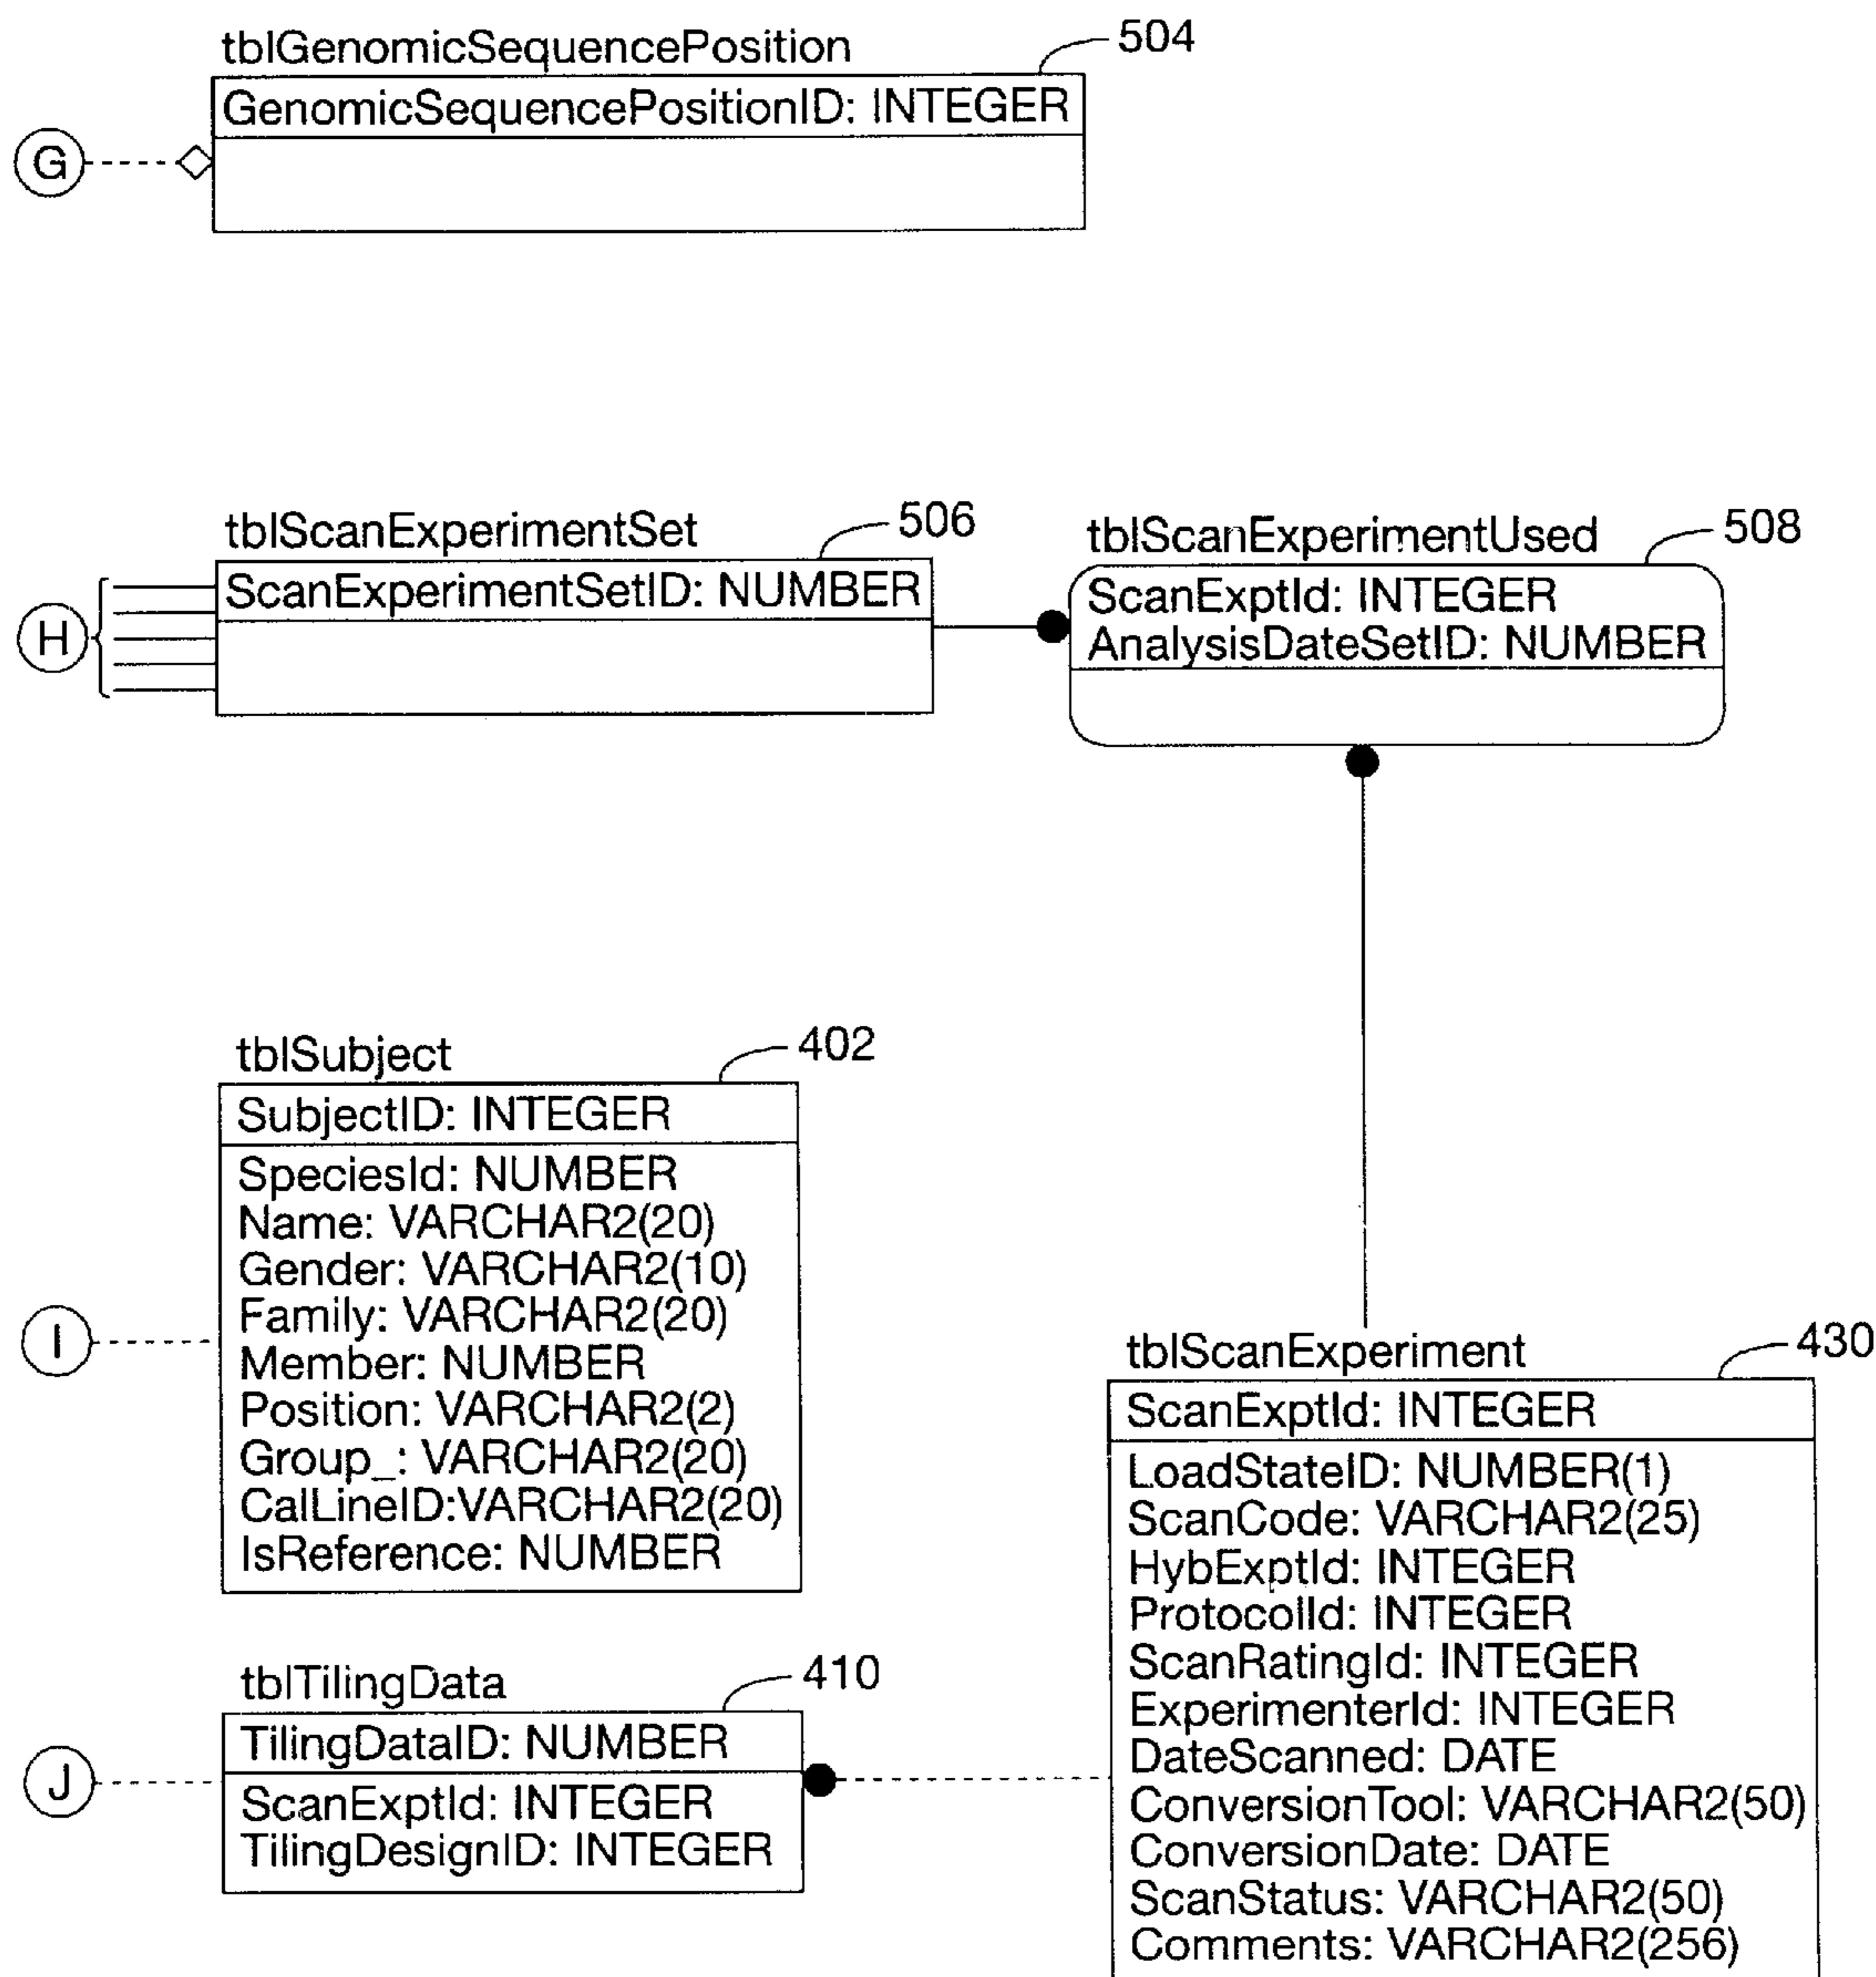 tblGenomicSequencePosition
504
GenomicSequencePositionID: INTEGER
G
tblScanExperimentSet
506
ScanExperimentSetID: NUMBER
H
tblScanExperimentUsed
508
ScanExptId: INTEGER
AnalysisDateSetID: NUMBER
tblSubject
402
SubjectID: INTEGER
SpeciesId: NUMBER
Name: VARCHAR2(20)
Gender: VARCHAR2(10)
Family: VARCHAR2(20)
Member: NUMBER
Position: VARCHAR2(2)
Group_: VARCHAR2(20)
CalLineID:VARCHAR2(20)
IsReference: NUMBER
I
tblTilingData
410
TilingDataID: NUMBER
ScanExptId: INTEGER
TilingDesignID: INTEGER
J
tblScanExperiment
430
ScanExptId: INTEGER
LoadStateID: NUMBER(1)
ScanCode: VARCHAR2(25)
HybExptId: INTEGER
ProtocolId: INTEGER
ScanRatingId: INTEGER
ExperimenterId: INTEGER
DateScanned: DATE
ConversionTool: VARCHAR2(50)
ConversionDate: DATE
ScanStatus: VARCHAR2(50)
Comments: VARCHAR2(256)